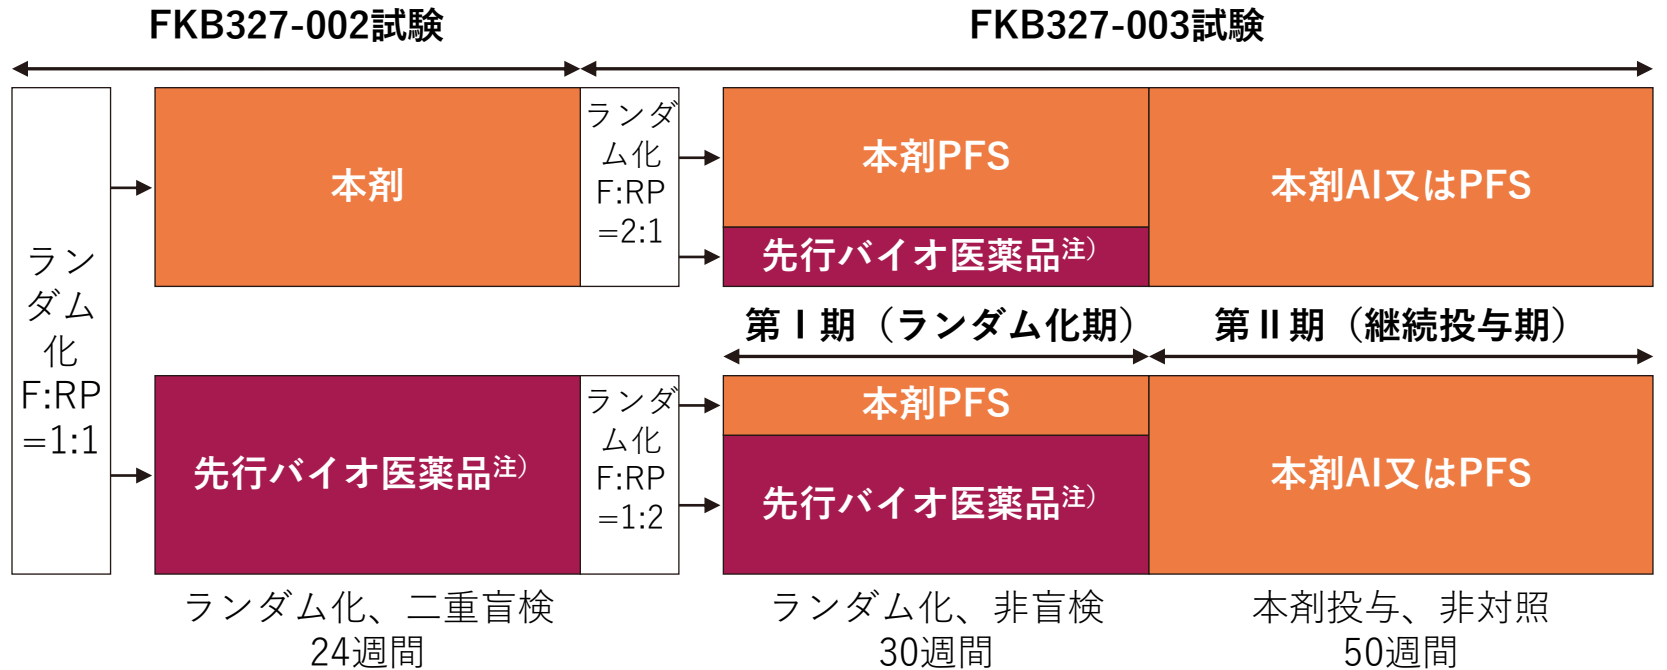 FKB327-002試験
FKB327-003試験
ラン
ダム
化
F:RP
=1:1
本剤
ランダ
ム化
F:RP
=2:1
本剤PFS
先行バイオ医薬品注)
本剤AI又はPFS
第Ⅰ期（ランダム化期）
第Ⅱ期（継続投与期）
先行バイオ医薬品注)
ランダ
ム化
F:RP
=1:2
本剤PFS
先行バイオ医薬品注)
本剤AI又はPFS
ランダム化、二重盲検
24週間
ランダム化、非盲検
30週間
本剤投与、非対照
50週間